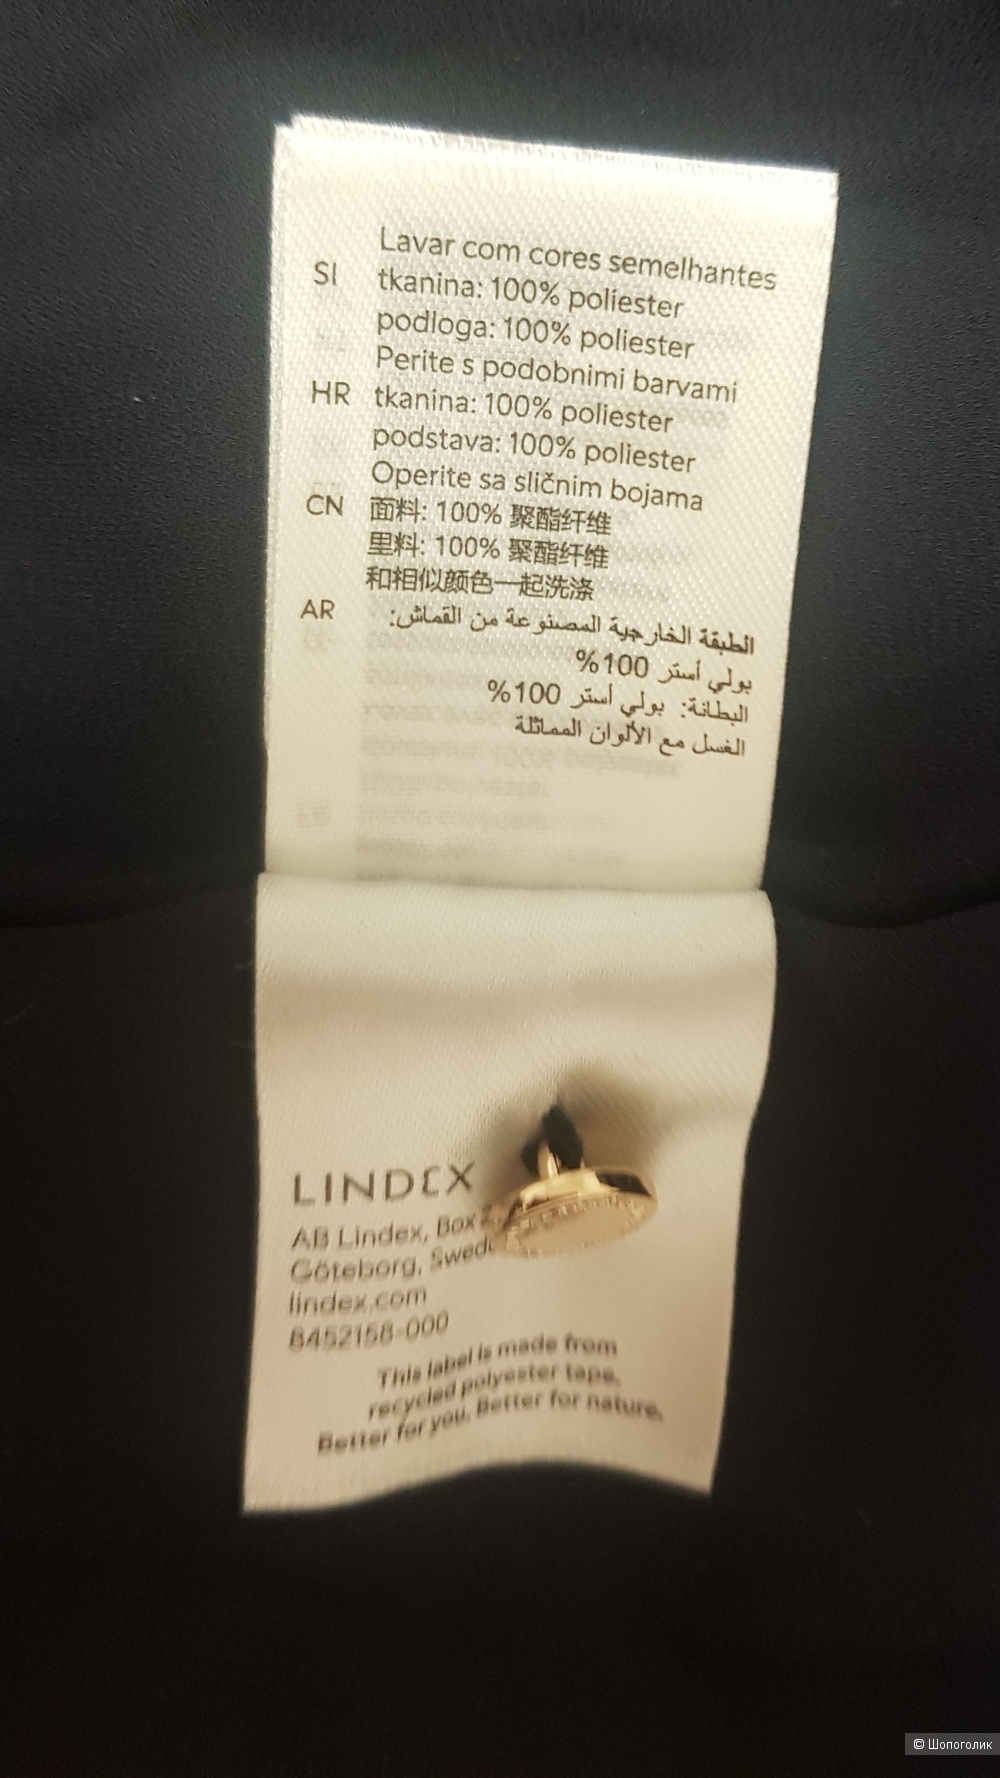 Lavar com cores semelhantes
SI tkanina: 100% poliester
podloga: 100% poliester
Perite s podobnimi barvami
HR tkanina: 100% poliester
podstava: 100% poliester
Operite sa sličnim bojama
CN 面料: 100% 聚酯纤维
里料: 100% 聚酯纤维
和相似颜色一起洗涤
AR الطبقة الخارجية المصنوعة من القماش:
بولي أستر 100%
البطانة: بولي أستر 100%
الغسل مع الألوان المماثلة
LINDEX
AB Lindex, Box
Göteborg,
lindex.com
8452158-000
This label is made from
recycled polyester tape.
Better for you. Better for nature.
© Шопоголик